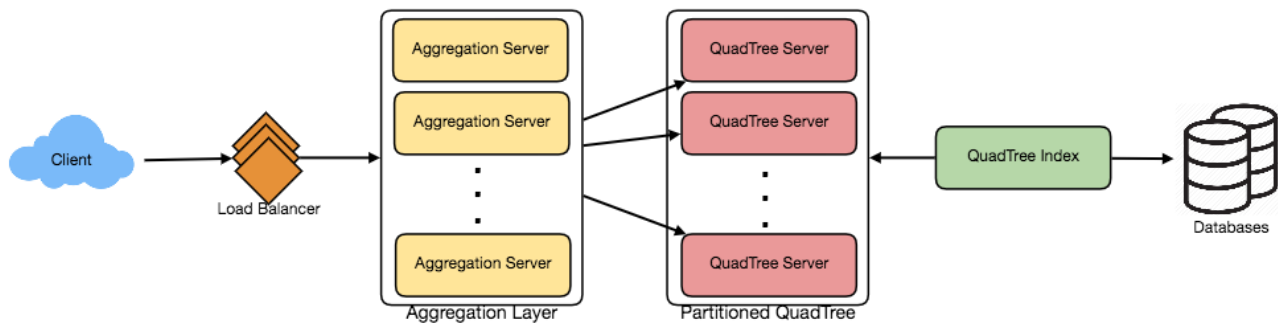 Client
Load Balancer
Aggregation Server
Aggregation Server
Aggregation Server
Aggregation Layer
QuadTree Server
QuadTree Server
QuadTree Server
Partitioned QuadTree
QuadTree Index
Databases